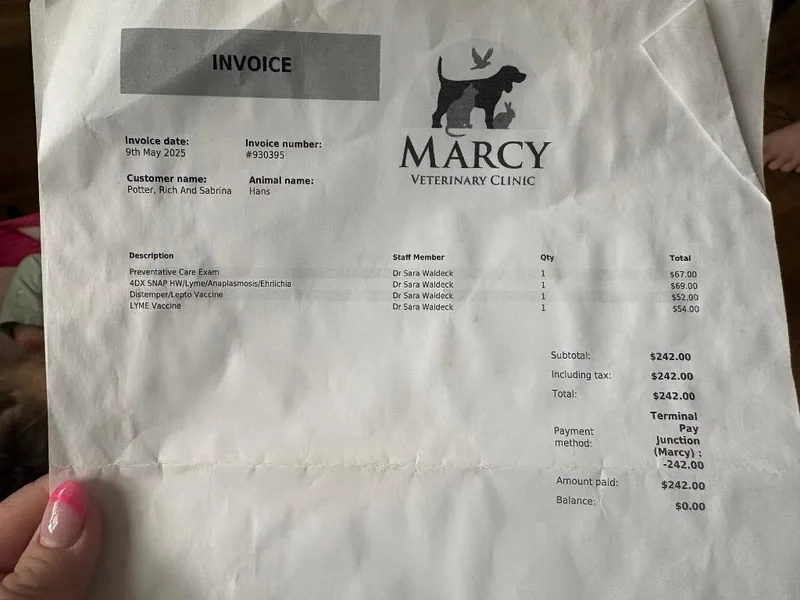 INVOICE
MARCY
VETERINARY CLINIC
Invoice date:
9th May 2025
Invoice number:
#930395
Customer name:
Potter, Rich And Sabrina
Animal name:
Hans
Description Staff Member Qty Total
Preventative Care Exam Dr Sara Waldeck 1 $67.00
4DX SNAP HW/Lyme/Anaplasmosis/Ehrlichia Dr Sara Waldeck 1 $69.00
Distemper/Lepto Vaccine Dr Sara Waldeck 1 $52.00
LYME Vaccine Dr Sara Waldeck 1 $54.00
Subtotal: $242.00
Including tax: $242.00
Total: $242.00
Payment method:
Terminal
Pay
Junction
(Marcy) :
-242.00
Amount paid: $242.00
Balance: $0.00